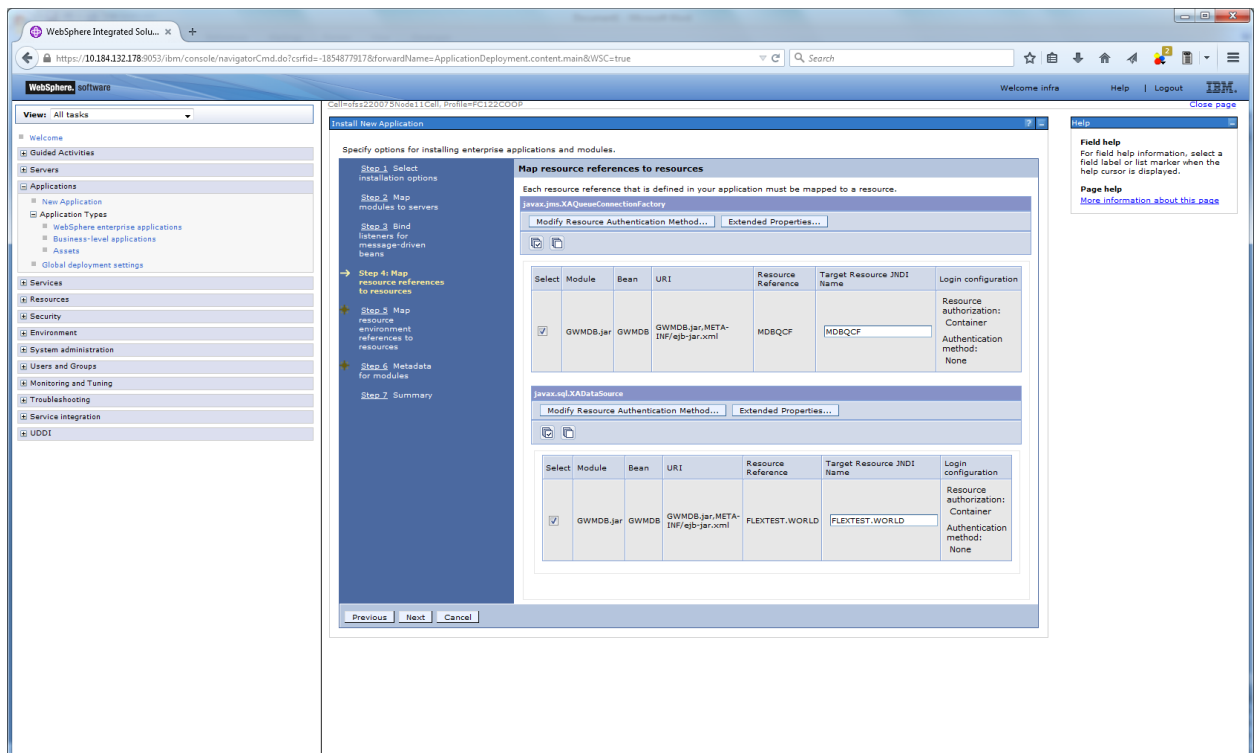 WebSphere Integrated Solu... × +
https://10.184.132.178:9053/ibm/console/navigatorCmd.do?csrfid=-1854877917&forwardName=ApplicationDeployment.content.main&WSC=true
Search
2
WebSphere. software
Welcome infra
Help | Logout
IBM.
View: All tasks
Welcome
Guided Activities
Servers
Applications
New Application
Application Types
WebSphere enterprise applications
Business-level applications
Assets
Global deployment settings
Services
Resources
Security
Environment
System administration
Users and Groups
Monitoring and Tuning
Troubleshooting
Service integration
UDDI
Cell=ofss220075Node11Cell, Profile=FC122COOP
Close page
Install New Application
? -
Specify options for installing enterprise applications and modules.
Step 1 Select
installation options
Step 2 Map
modules to servers
Step 3 Bind
listeners for
message-driven
beans
Step 4: Map
resource references
to resources
Step 5 Map
resource
environment
references to
resources
Step 6 Metadata
for modules
Step 7 Summary
Map resource references to resources
Each resource reference that is defined in your application must be mapped to a resource.
javax.jms.XAQueueConnectionFactory
Modify Resource Authentication Method... Extended Properties...
Select Module Bean URI Resource Reference Target Resource JNDI Name Login configuration
GWMDB.jar GWMDB GWMDB.jar,META-INF/ejb-jar.xml MDBQCF MDBQCF
Resource
authorization:
Container
Authentication
method:
None
javax.sql.XADataSource
Modify Resource Authentication Method... Extended Properties...
Select Module Bean URI Resource Reference Target Resource JNDI Name Login configuration
GWMDB.jar GWMDB GWMDB.jar,META-INF/ejb-jar.xml FLEXTEST.WORLD FLEXTEST.WORLD
Resource
authorization:
Container
Authentication
method:
None
Previous Next Cancel
Help
Field help
For field help information, select a
field label or list marker when the
help cursor is displayed.
Page help
More information about this page